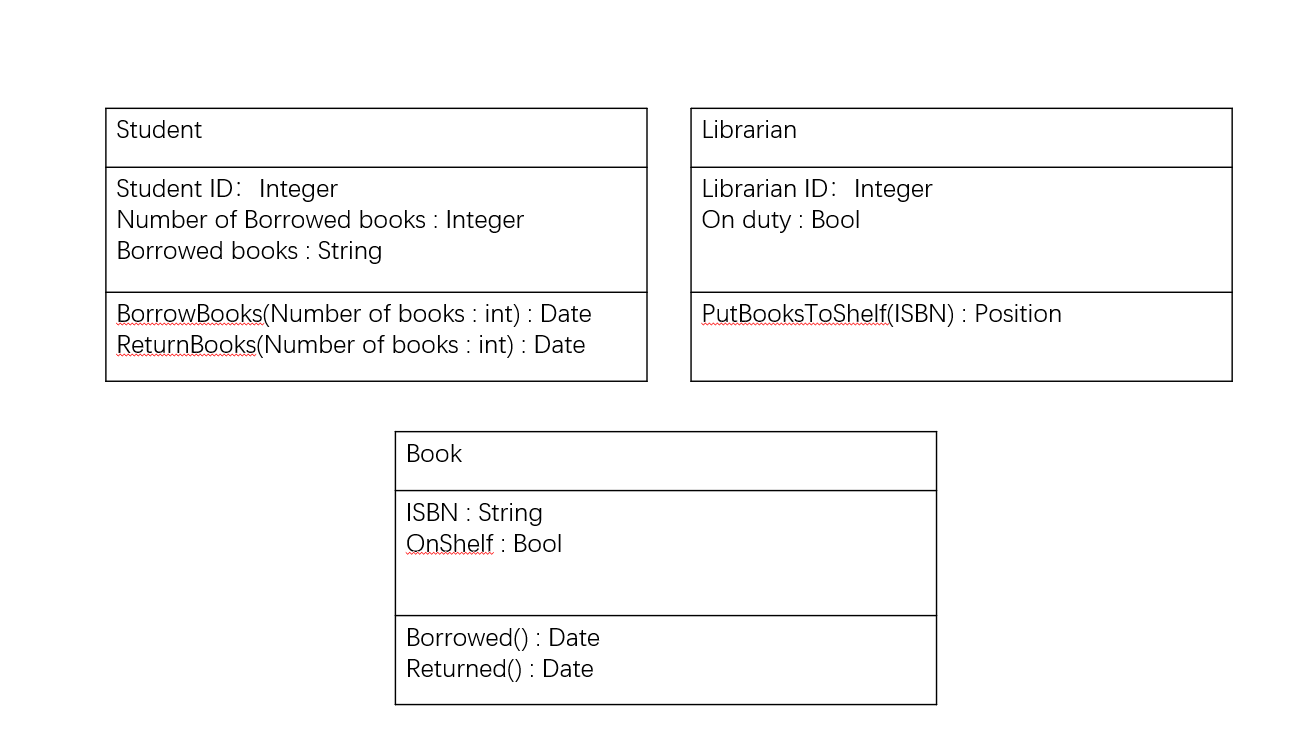 Student
Student ID： Integer
Number of Borrowed books : Integer
Borrowed books : String
BorrowBooks(Number of books : int) : Date
ReturnBooks(Number of books : int) : Date
Librarian
Librarian ID： Integer
On duty : Bool
PutBooksToShelf(ISBN) : Position
Book
ISBN : String
OnShelf : Bool
Borrowed() : Date
Returned() : Date